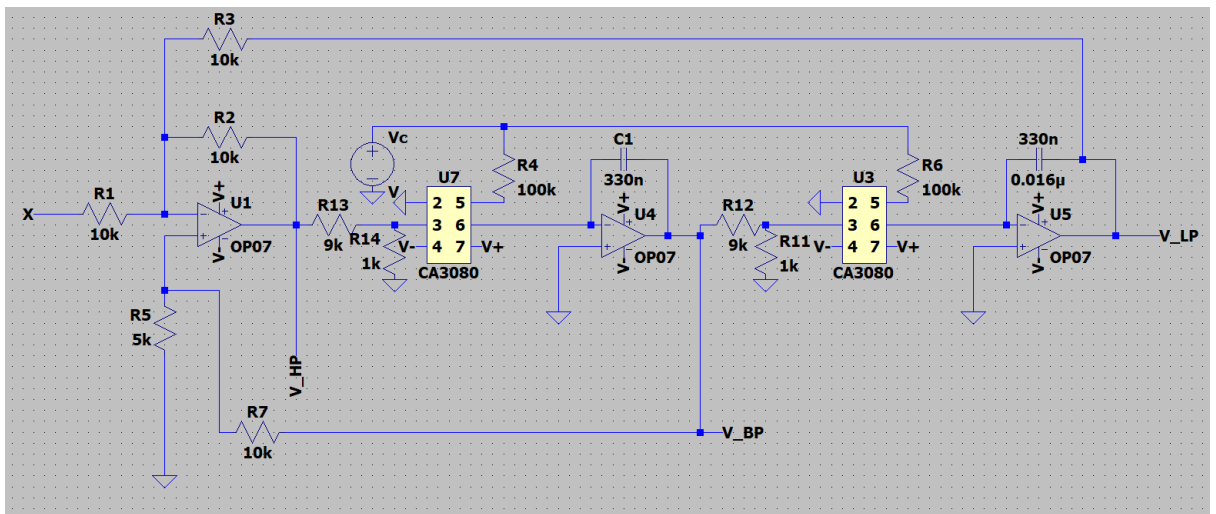 R3
10k
R2
10k
R1
10k
X
V+
U1
V-
OP07
R5
5k
R7
10k
V_HP
R13
9k
R14
1k
Vc
V
R4
100k
U7
2 5
3 6
4 7
V-
V+
CA3080
C1
330n
V+
U4
V-
OP07
V_BP
R12
9k
R11
1k
R6
100k
U3
2 5
3 6
4 7
V-
V+
CA3080
330n
0.016µ
V+
U5
V-
OP07
V_LP